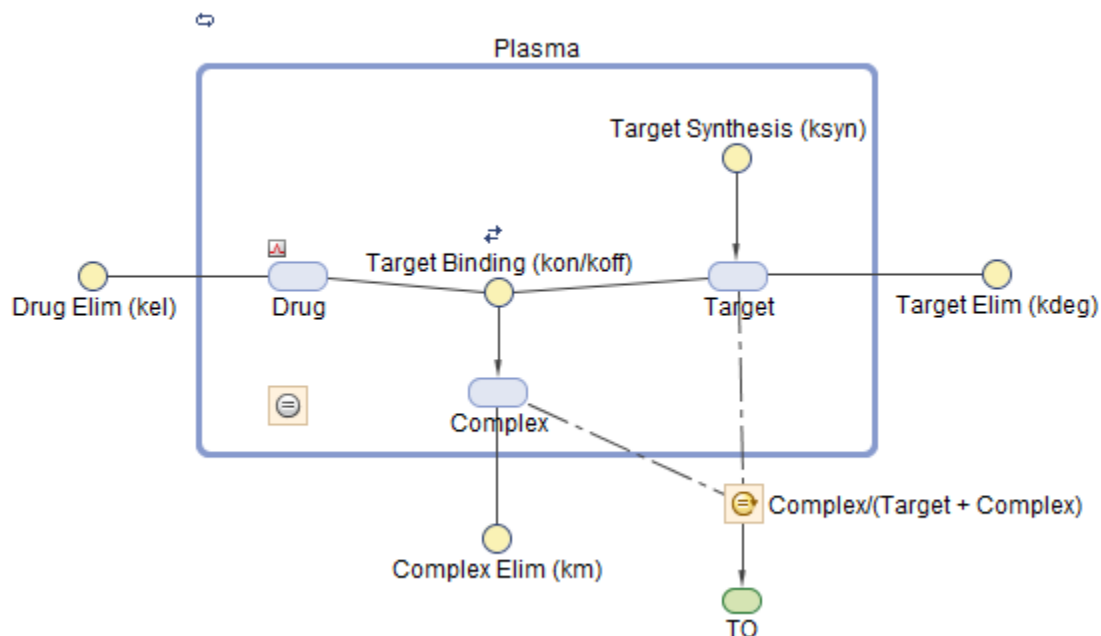 Plasma
Target Synthesis (ksyn)
Target Binding (kon/koff)
Drug Elim (kel)
Drug
Target
Target Elim (kdeg)
Complex
Complex/(Target + Complex)
Complex Elim (km)
TO